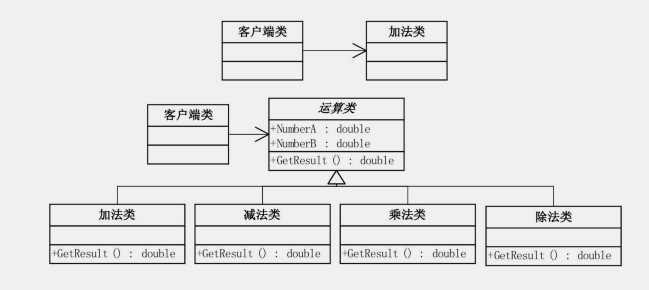 客户端类
加法类
客户端类
运算类
+NumberA : double
+NumberB : double
+GetResult() : double
加法类
+GetResult() : double
减法类
+GetResult() : double
乘法类
+GetResult() : double
除法类
+GetResult() : double